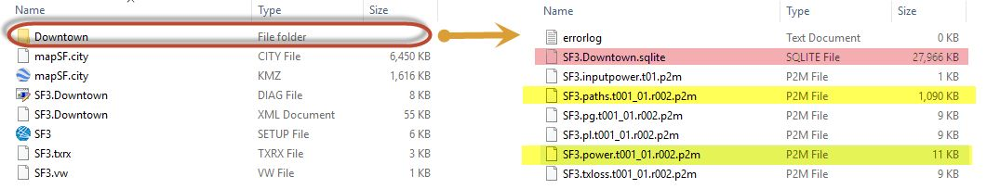 Name Type Size
Downtown File folder
mapSF.city CITY File 6,450 KB
mapSF.city KMZ 1,616 KB
SF3.Downtown DIAG File 8 KB
SF3.Downtown XML Document 55 KB
SF3 SETUP File 6 KB
SF3.txrx TXRX File 3 KB
SF3.vw VW File 1 KB
Name Type Size
errorlog Text Document 0 KB
SF3.Downtown.sqlite SQLITE File 27,966 KB
SF3.inputpower.t01.p2m P2M File 1 KB
SF3.paths.t001_01.r002.p2m P2M File 1,090 KB
SF3.pg.t001_01.r002.p2m P2M File 9 KB
SF3.pl.t001_01.r002.p2m P2M File 9 KB
SF3.power.t001_01.r002.p2m P2M File 11 KB
SF3.txloss.t001_01.r002.p2m P2M File 9 KB